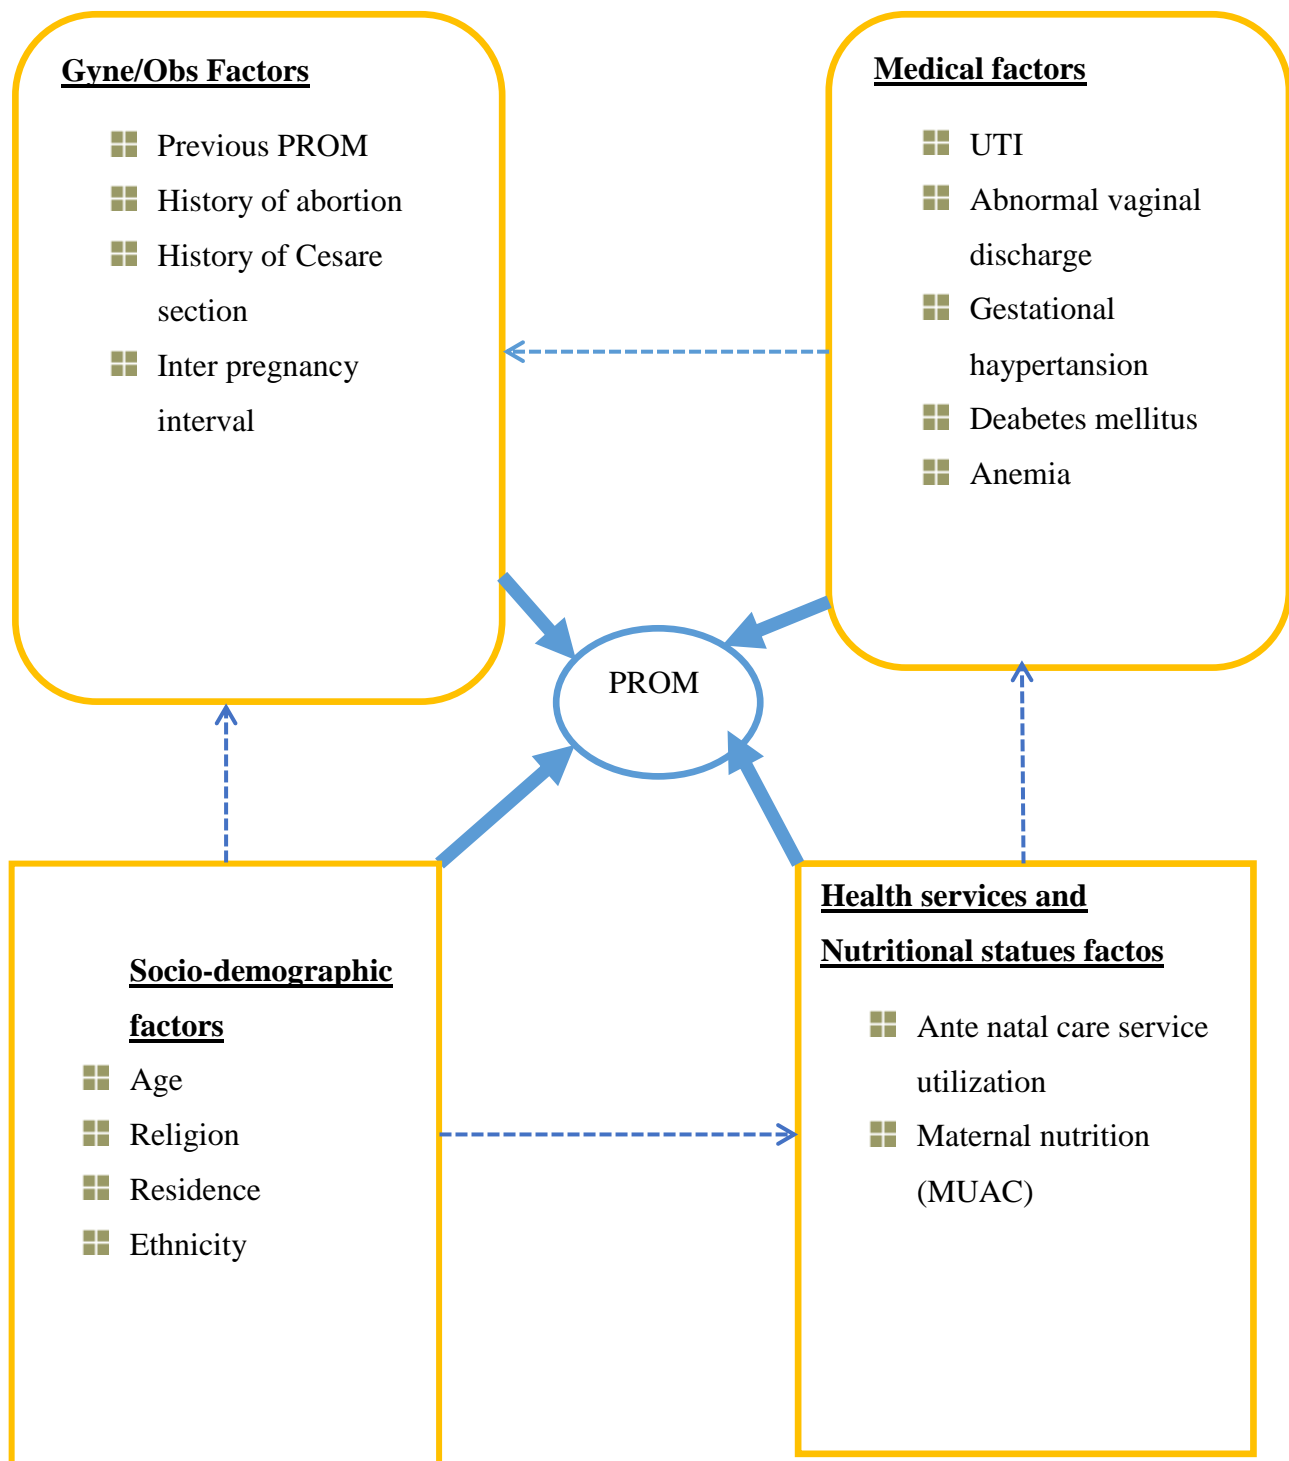 Gyne/Obs Factors
Previous PROM
History of abortion
History of Cesare
section
Inter pregnancy
interval
Medical factors
UTI
Abnormal vaginal
discharge
Gestational
haypertansion
Deabetes mellitus
Anemia
PROM
Socio-demographic
factors
Age
Religion
Residence
Ethnicity
Health services and
Nutritional statues factos
Ante natal care service
utilization
Maternal nutrition
(MUAC)